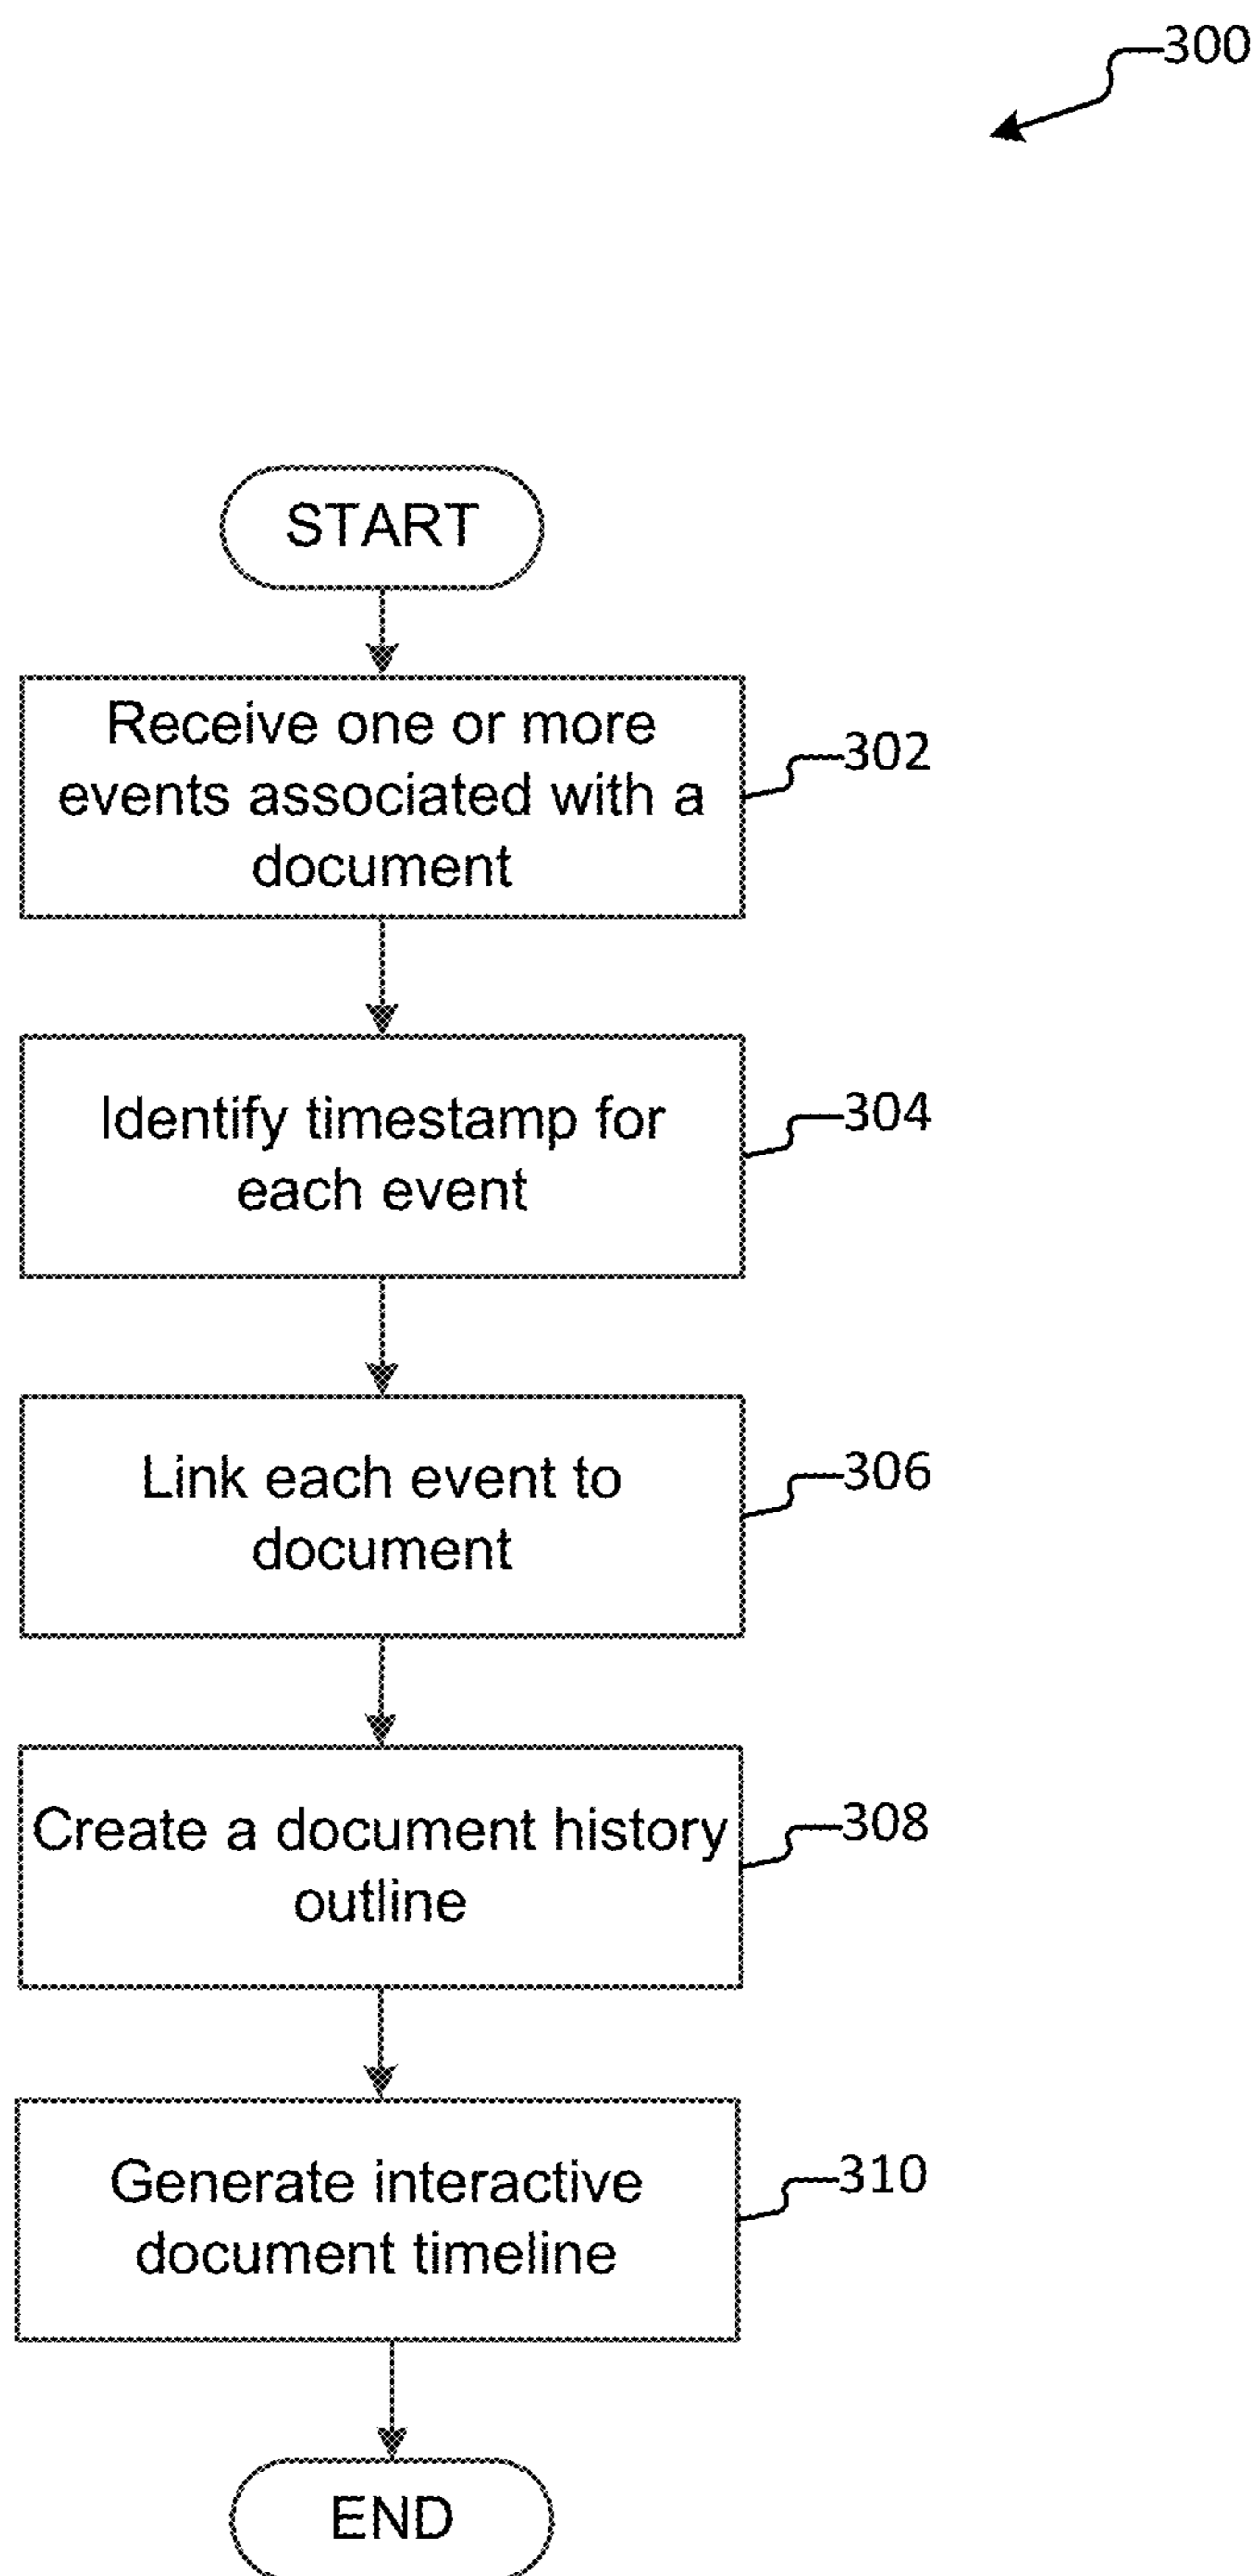 300
START
Receive one or more
events associated with a
document
302
Identify timestamp for
each event
304
Link each event to
document
306
Create a document history
outline
308
Generate interactive
document timeline
310
END